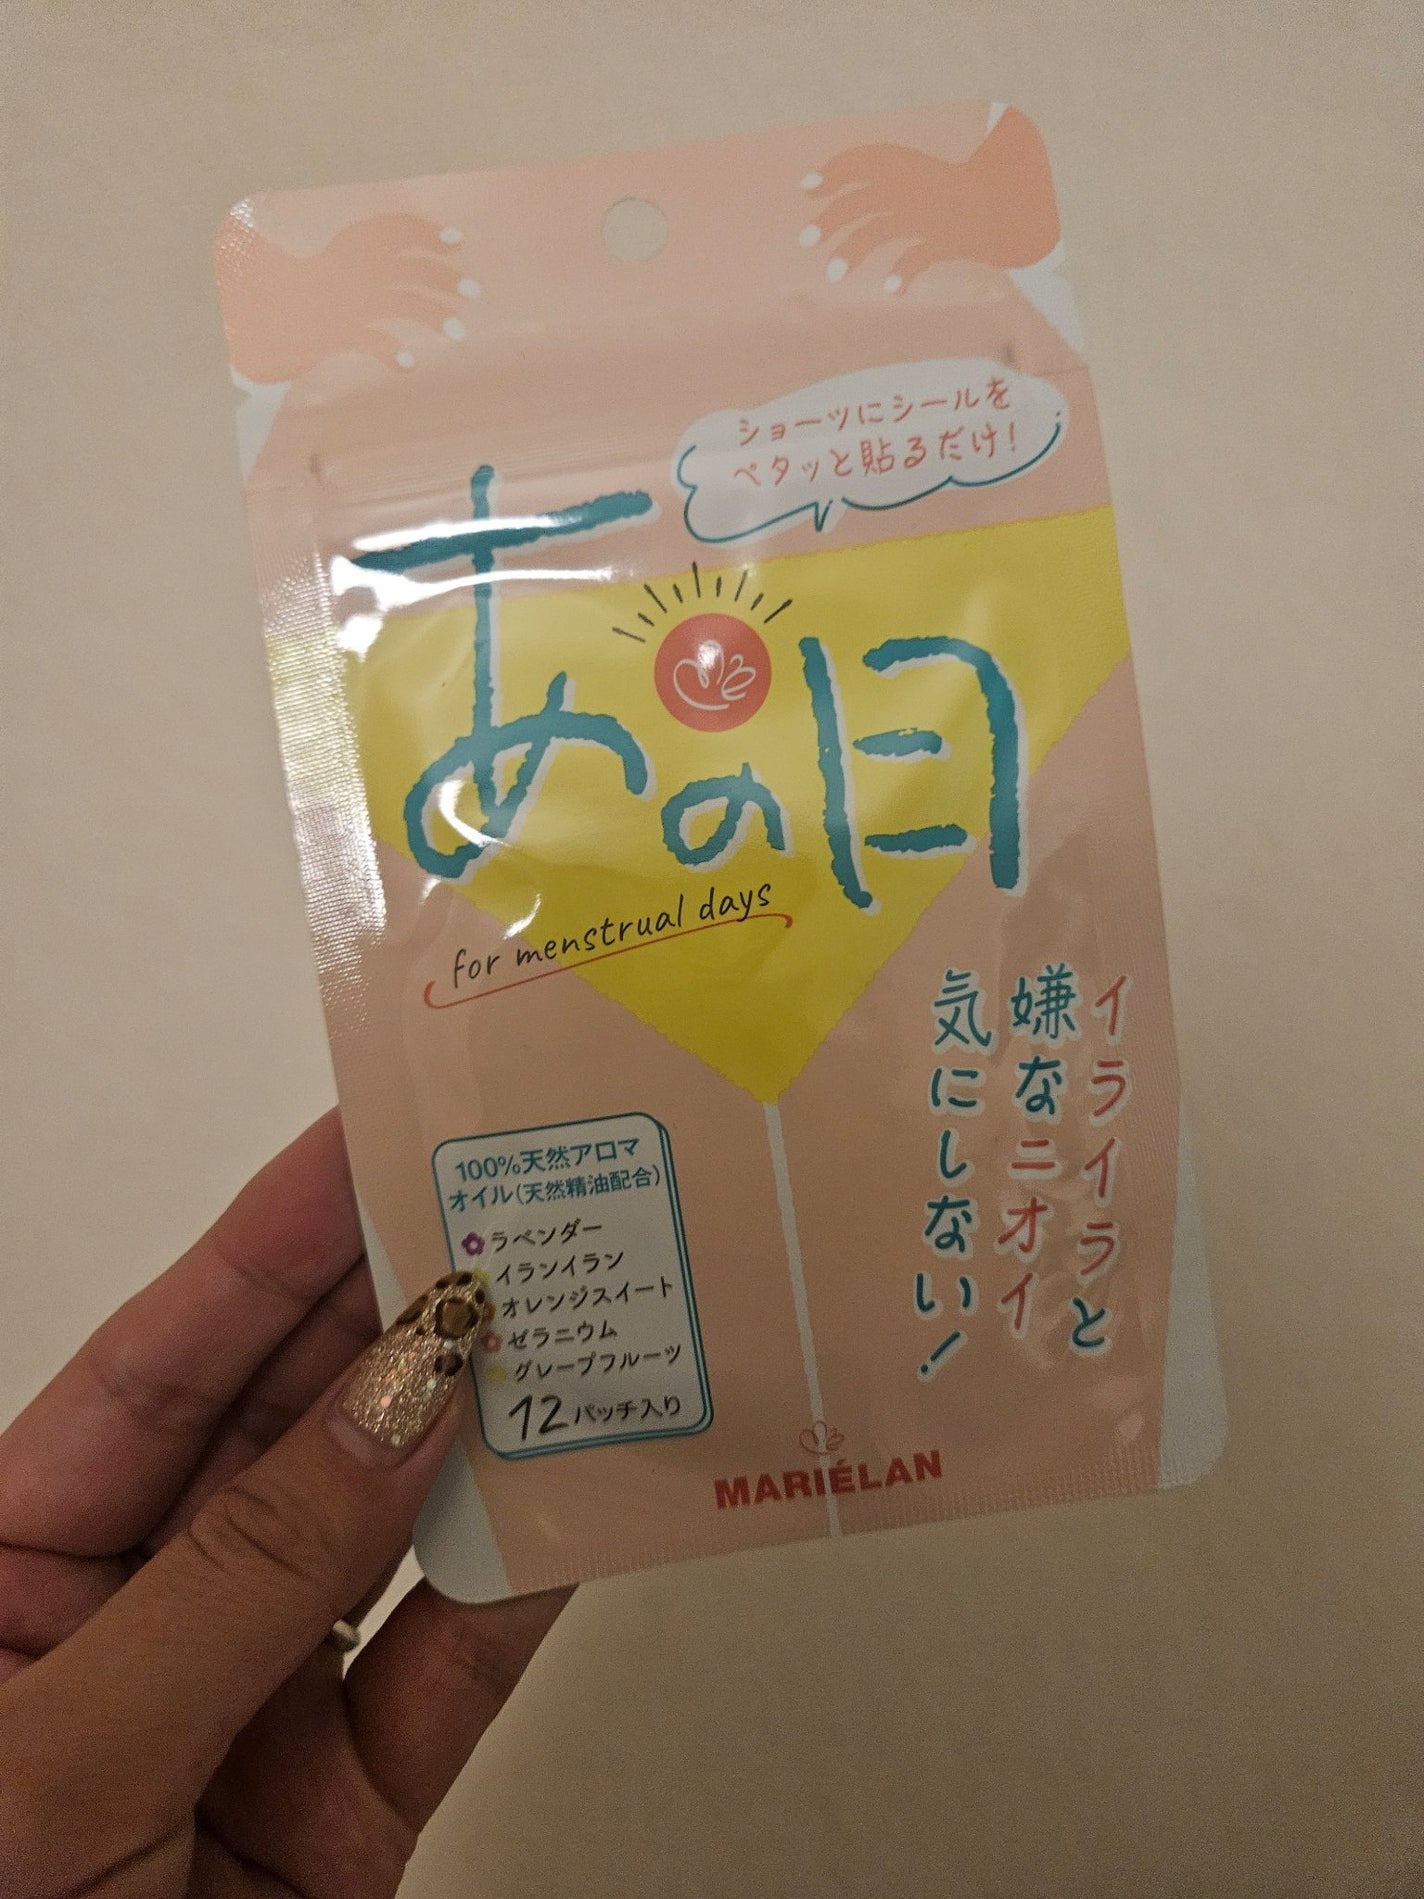 ショーツにシールを
ペタッと貼るだけ!
あの日
for menstrual days
イライラと
嫌なニオイ
気にしない!
100%天然アロマ
オイル(天然精油配合)
ラベンダー
イランイラン
オレンジスイート
ゼラニウム
グレープフルーツ
12パッチ入り
MARIÉLAN